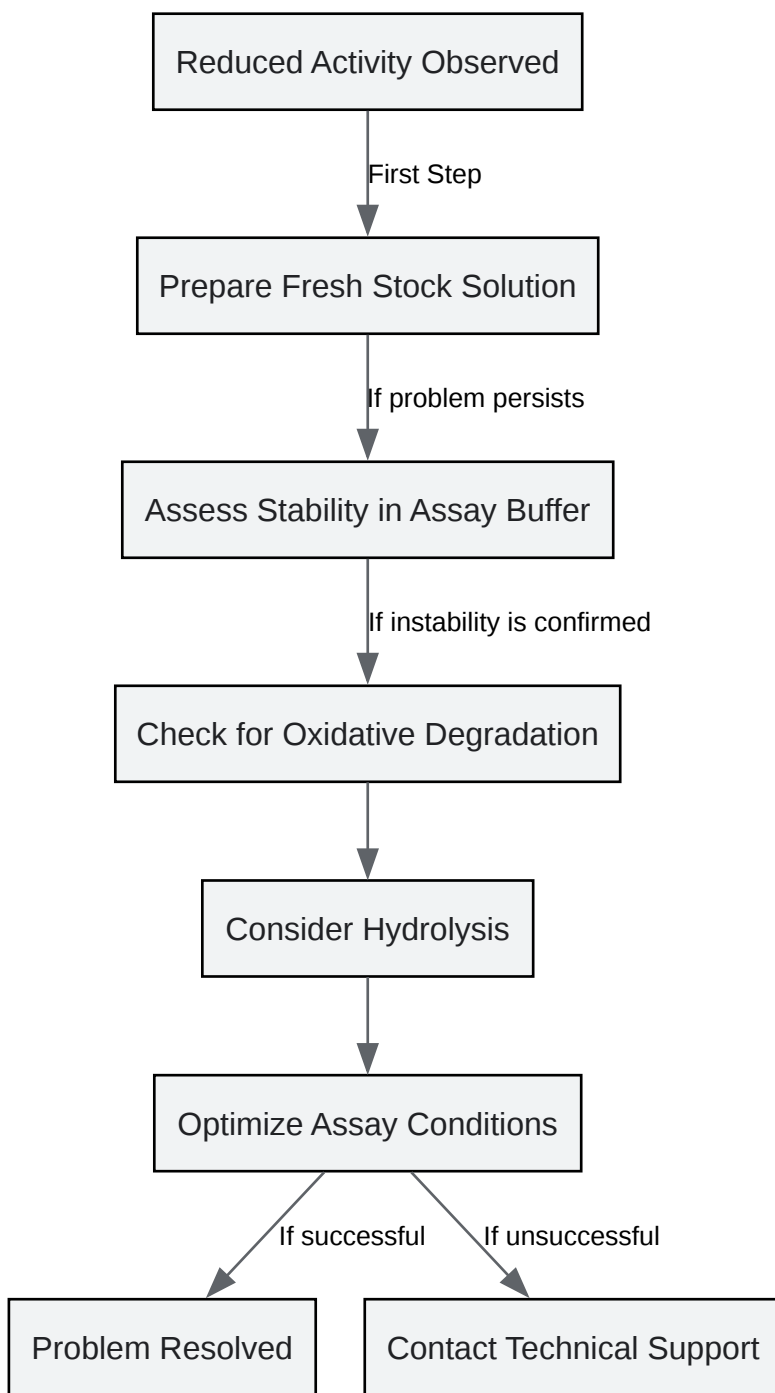 Reduced Activity Observed
First Step
Prepare Fresh Stock Solution
If problem persists
Assess Stability in Assay Buffer
If instability is confirmed
Check for Oxidative Degradation
Consider Hydrolysis
Optimize Assay Conditions
If successful
If unsuccessful
Problem Resolved
Contact Technical Support